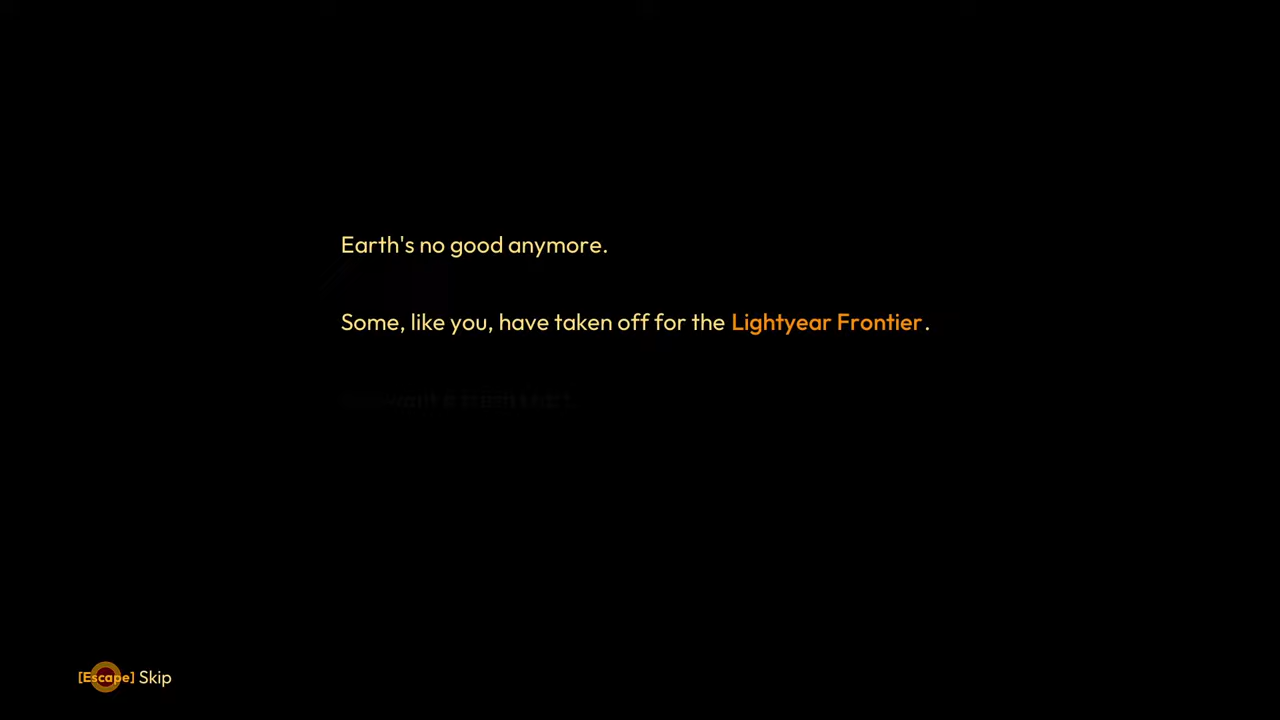 Earth's no good anymore.
Some, like you, have taken off for the Lightyear Frontier.
[Escape] Skip